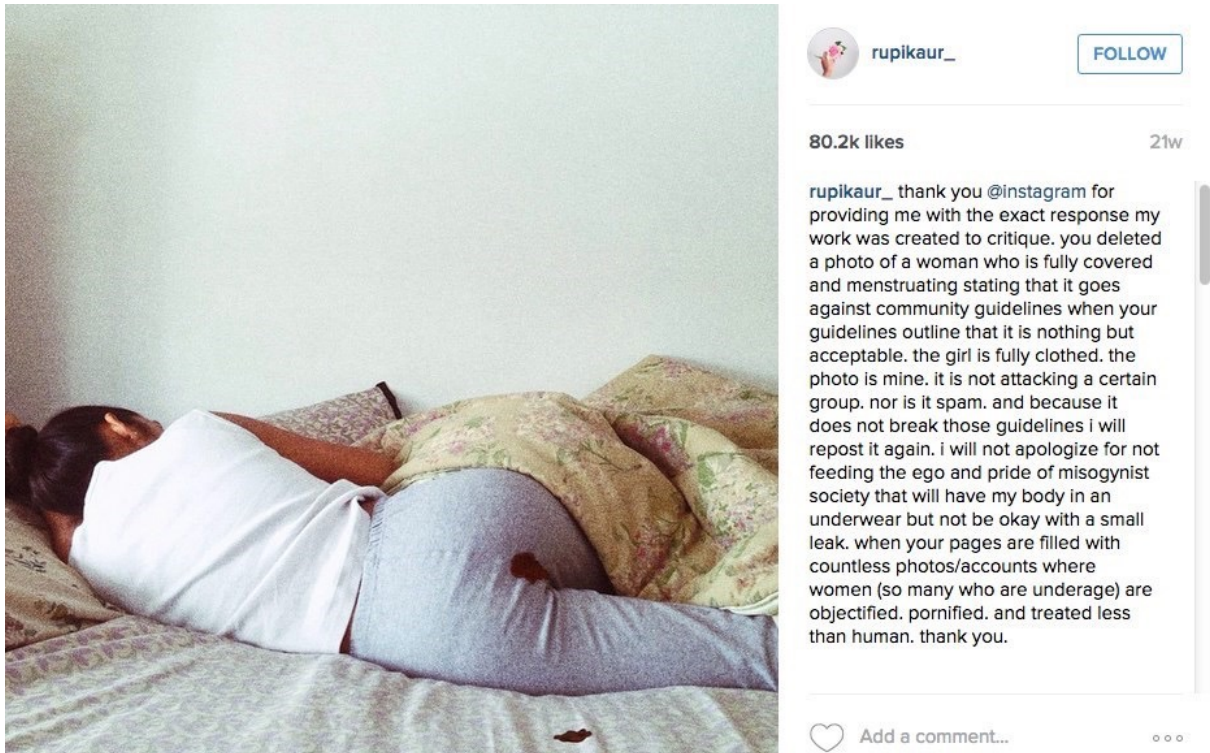 rupikaur_
FOLLOW
80.2k likes
21w
rupikaur_ thank you @instagram for
providing me with the exact response my
work was created to critique. you deleted
a photo of a woman who is fully covered
and menstruating stating that it goes
against community guidelines when your
guidelines outline that it is nothing but
acceptable. the girl is fully clothed. the
photo is mine. it is not attacking a certain
group. nor is it spam. and because it
does not break those guidelines i will
repost it again. i will not apologize for not
feeding the ego and pride of misogynist
society that will have my body in an
underwear but not be okay with a small
leak. when your pages are filled with
countless photos/accounts where
women (so many who are underage) are
objectified. pornified. and treated less
than human. thank you.
Add a comment...